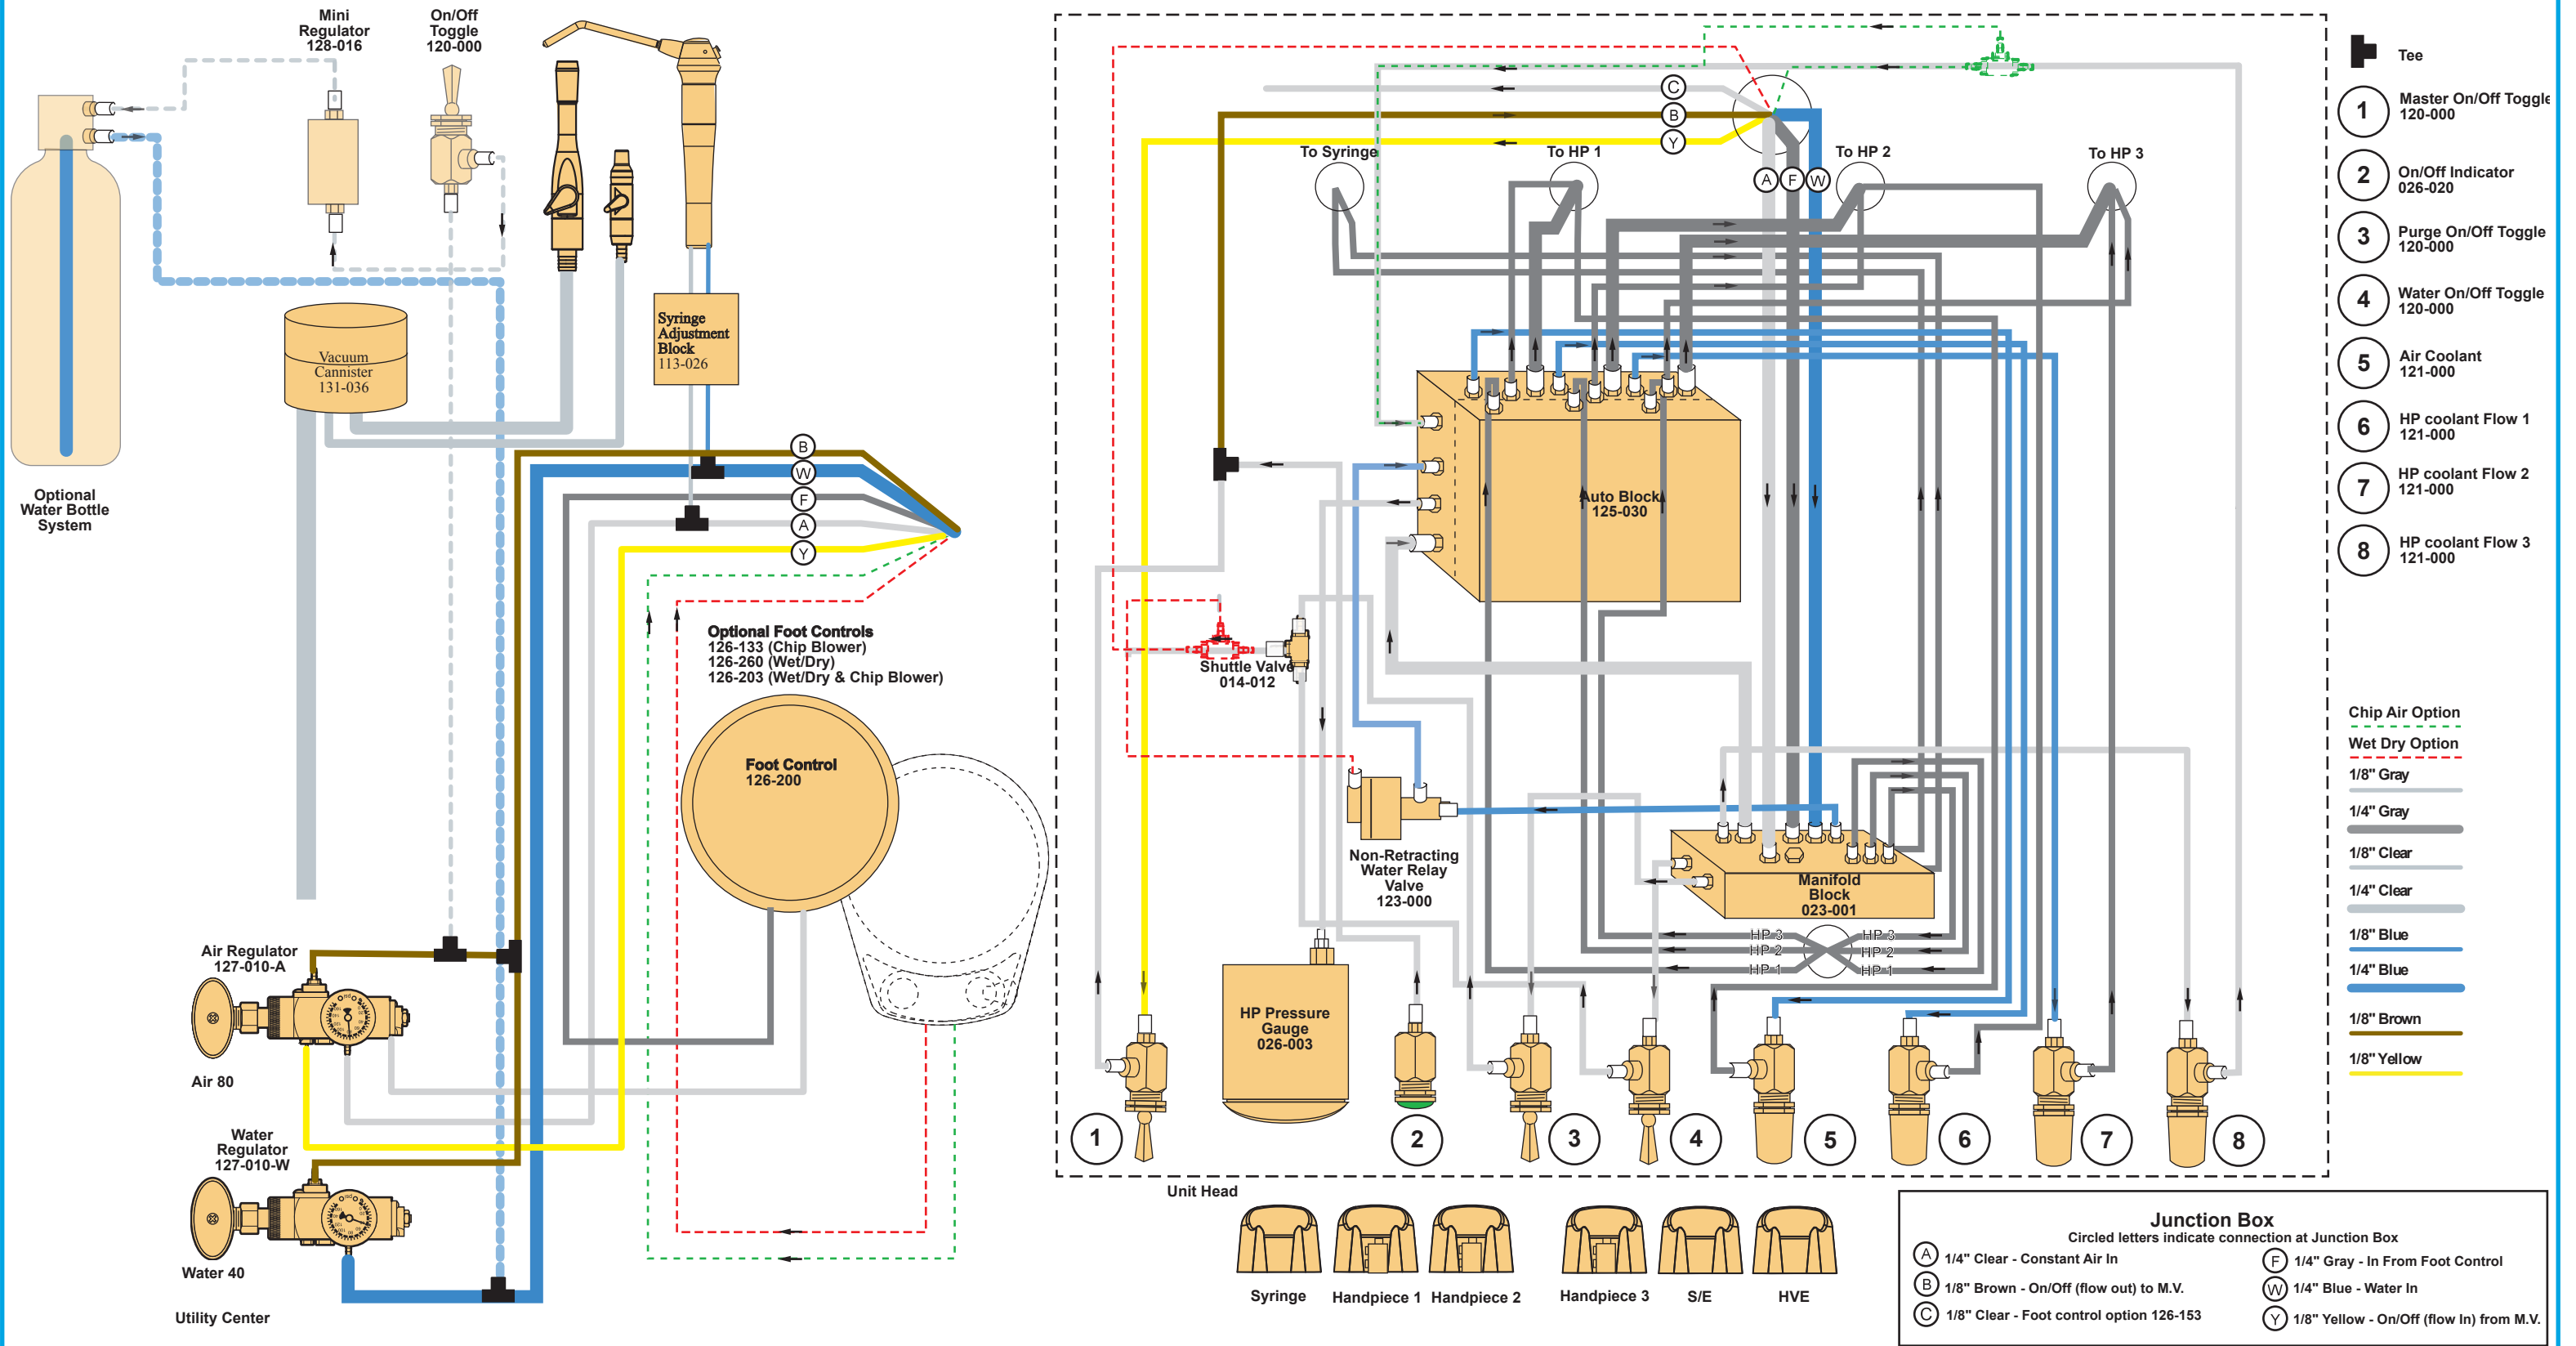 Mini
Regulator
128-016
On/Off
Toggle
120-000
Optional
Water Bottle
System
Vacuum
Cannister
131-036
Syringe
Adjustment
Block
113-026
B
W
F
A
Y
Optional Foot Controls
126-133 (Chip Blower)
126-260 (Wet/Dry)
126-203 (Wet/Dry & Chip Blower)
Foot Control
126-200
Air Regulator
127-010-A
Air 80
Water
Regulator
127-010-W
Water 40
Utility Center
C
B
Y
To Syringe
To HP 1
A
F
W
To HP 2
To HP 3
Auto Block
125-030
Shuttle Valve
014-012
Non-Retracting
Water Relay
Valve
123-000
Manifold
Block
023-001
HP 3
HP 2
HP 1
HP 3
HP 2
HP 1
HP Pressure
Gauge
026-003
1
2
3
4
5
6
7
8
Unit Head
Syringe
Handpiece 1
Handpiece 2
Handpiece 3
S/E
HVE
Tee
1
Master On/Off Toggle
120-000
2
On/Off Indicator
026-020
3
Purge On/Off Toggle
120-000
4
Water On/Off Toggle
120-000
5
Air Coolant
121-000
6
HP coolant Flow 1
121-000
7
HP coolant Flow 2
121-000
8
HP coolant Flow 3
121-000
Chip Air Option
Wet Dry Option
1/8" Gray
1/4" Gray
1/8" Clear
1/4" Clear
1/8" Blue
1/4" Blue
1/8" Brown
1/8" Yellow
Junction Box
Circled letters indicate connection at Junction Box
A 1/4" Clear - Constant Air In
B 1/8" Brown - On/Off (flow out) to M.V.
C 1/8" Clear - Foot control option 126-153
F 1/4" Gray - In From Foot Control
W 1/4" Blue - Water In
Y 1/8" Yellow - On/Off (flow In) from M.V.